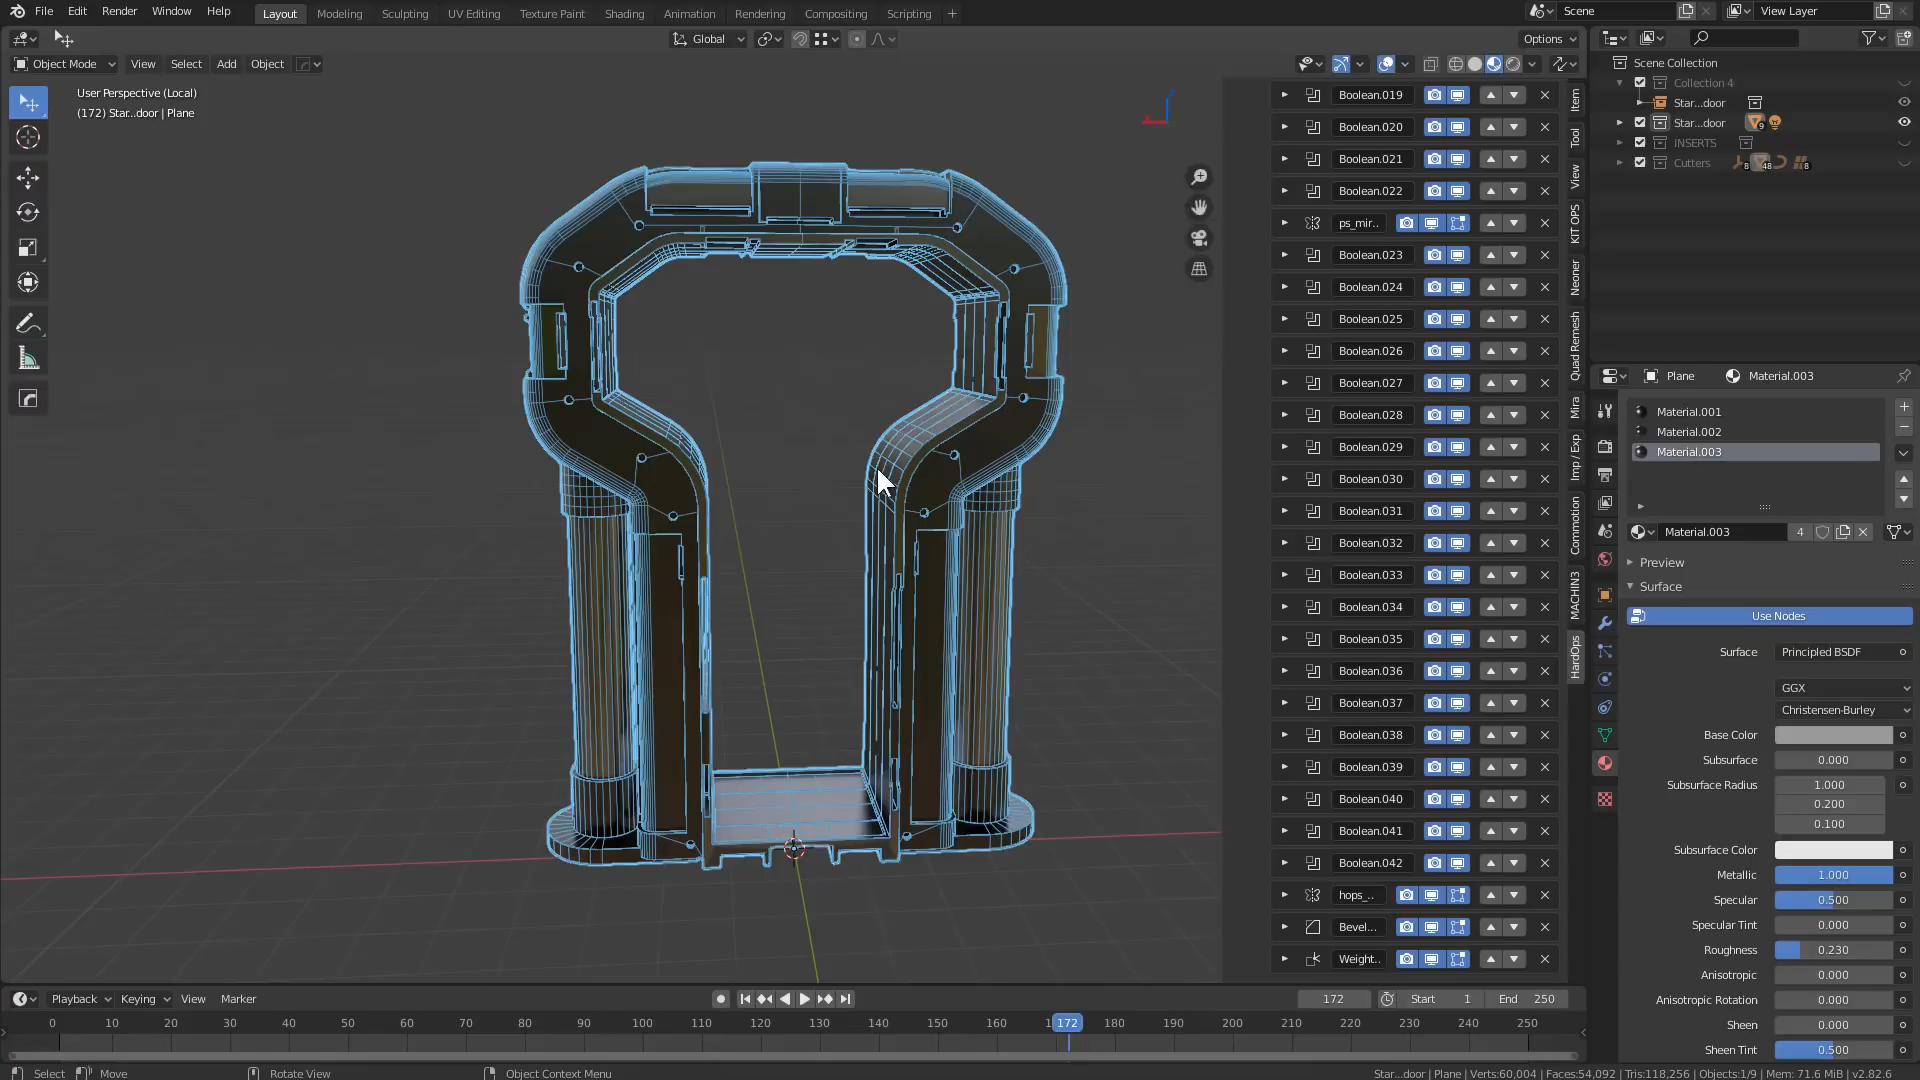 File Edit Render Window Help Layout Modeling Sculpting UV Editing Texture Paint Shading Animation Rendering Compositing Scripting + Scene View Layer
Global Options
Object Mode View Select Add Object
User Perspective (Local)
(172) Star...door | Plane
Boolean.019
Boolean.020
Boolean.021
Boolean.022
ps_mir..
Boolean.023
Boolean.024
Boolean.025
Boolean.026
Boolean.027
Boolean.028
Boolean.029
Boolean.030
Boolean.031
Boolean.032
Boolean.033
Boolean.034
Boolean.035
Boolean.036
Boolean.037
Boolean.038
Boolean.039
Boolean.040
Boolean.041
Boolean.042
hops_..
Bevel...
Weight..
Item
Tool
View
KIT OPS
Neoner
Quad Remesh
Mira
Imp / Exp
Commotion
MACHIN3
HardOps
Scene Collection
Collection 4
Star...door
Star...door 9
INSERTS
Cutters 8 48 8
Plane Material.003
Material.001
Material.002
Material.003
Material.003 4
Preview
Surface
Use Nodes
Surface Principled BSDF
GGX
Christensen-Burley
Base Color
Subsurface 0.000
Subsurface Radius 1.000
0.200
0.100
Subsurface Color
Metallic 1.000
Specular 0.500
Specular Tint 0.000
Roughness 0.230
Anisotropic 0.000
Anisotropic Rotation 0.000
Sheen 0.000
Sheen Tint 0.500
Playback Keying View Marker 172 Start 1 End 250
0 10 20 30 40 50 60 70 80 90 100 110 120 130 140 150 160 172 180 190 200 210 220 230 240 250
Select Move Rotate View Object Context Menu Star...door | Plane | Verts:60,004 | Faces:54,092 | Tris:118,256 | Objects:1/9 | Mem: 71.6 MiB | v2.82.6